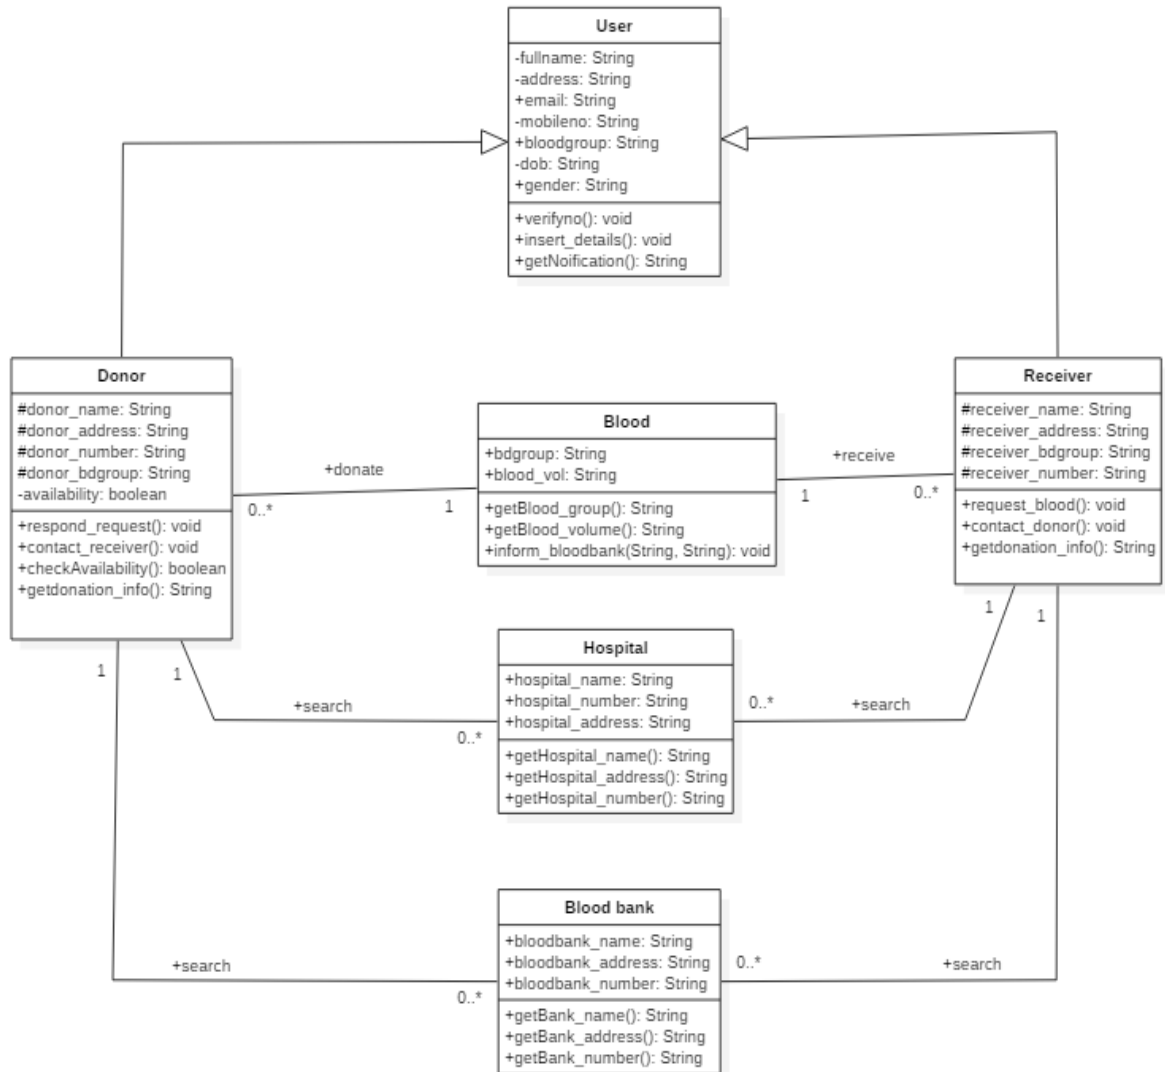 User
-fullname: String
-address: String
+email: String
-mobileno: String
+bloodgroup: String
-dob: String
+gender: String
+verifyno(): void
+insert_details(): void
+getNoification(): String
Donor
#donor_name: String
#donor_address: String
#donor_number: String
#donor_bdgroup: String
-availability: boolean
+respond_request(): void
+contact_receiver(): void
+checkAvailability(): boolean
+getdonation_info(): String
+donate
0..*
1
Blood
+bdgroup: String
+blood_vol: String
+getBlood_group(): String
+getBlood_volume(): String
+inform_bloodbank(String, String): void
+receive
1
0..*
Receiver
#receiver_name: String
#receiver_address: String
#receiver_bdgroup: String
#receiver_number: String
+request_blood(): void
+contact_donor(): void
+getdonation_info(): String
1
1
+search
0..*
Hospital
+hospital_name: String
+hospital_number: String
+hospital_address: String
+getHospital_name(): String
+getHospital_address(): String
+getHospital_number(): String
0..*
+search
1
1
+search
0..*
Blood bank
+bloodbank_name: String
+bloodbank_address: String
+bloodbank_number: String
+getBank_name(): String
+getBank_address(): String
+getBank_number(): String
0..*
+search